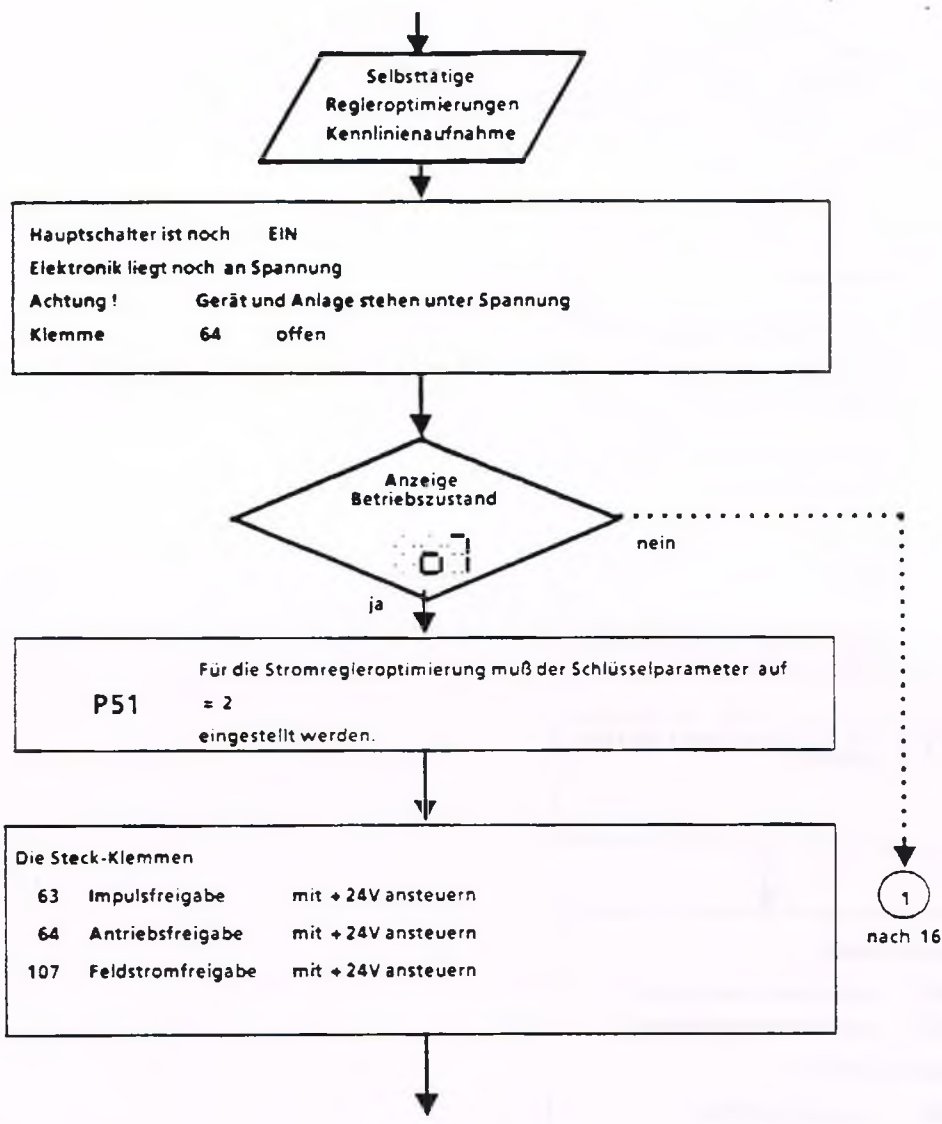 Selbsttätige
Regleroptimierungen
Kennlinienaufnahme
Hauptschalter ist noch EIN
Elektronik liegt noch an Spannung
Achtung ! Gerät und Anlage stehen unter Spannung
Klemme 64 offen
Anzeige
Betriebszustand
nein
ja
Für die Stromregleroptimierung muß der Schlüsselparameter auf
P51 = 2
eingestellt werden.
Die Steck-Klemmen
63 Impulsfreigabe mit + 24V ansteuern
64 Antriebsfreigabe mit + 24V ansteuern
107 Feldstromfreigabe mit + 24V ansteuern
1
nach 16